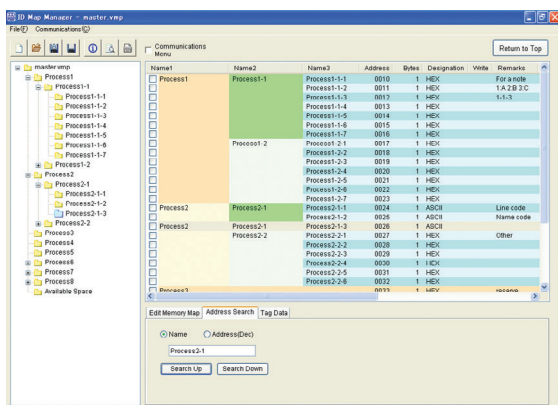 ID Map Manager - master.vmp
File(F) Communications(C)
Communications Menu
Return to Top
master.vmp
Process1
Process1-1
Process1-1-1
Process1-1-2
Process1-1-3
Process1-1-4
Process1-1-5
Process1-1-6
Process1-1-7
Process1-2
Process2
Process2-1
Process2-1-1
Process2-1-2
Process2-1-3
Process2-2
Process3
Process4
Process5
Process6
Process7
Process8
Available Space
Name1 Name2 Name3 Address Bytes Designation Write Remarks
Process1 Process1-1 Process1-1-1 0010 1 HEX For a note
Process1-1-2 0011 1 HEX 1:A 2:B 3:C
Process1-1-3 0012 1 HEX 1-1-3
Process1-1-4 0013 1 HEX
Process1-1-5 0014 1 HEX
Process1-1-6 0015 1 HEX
Process1-1-7 0016 1 HEX
Process1-2 Process1-2-1 0017 1 HEX
Process1-2-2 0018 1 HEX
Process1-2-3 0019 1 HEX
Process1-2-4 0020 1 HEX
Process1-2-5 0021 1 HEX
Process1-2-6 0022 1 HEX
Process1-2-7 0023 1 HEX
Process2 Process2-1 Process2-1-1 0024 1 ASCII Line code
Process2-1-2 0025 1 ASCII Name code
Process2 Process2-1 Process2-1-3 0026 1 ASCII
Process2-2 Process2-2-1 0027 1 HEX Other
Process2-2-2 0028 1 HEX
Process2-2-3 0029 1 HEX
Process2-2-4 0030 1 HEX
Process2-2-5 0031 1 HEX
Process2-2-6 0032 1 HEX
Process3 0033 1 HEX reserve
Edit Memory Map Address Search Tag Data
Name Address(Dec)
Process2-1
Search Up Search Down